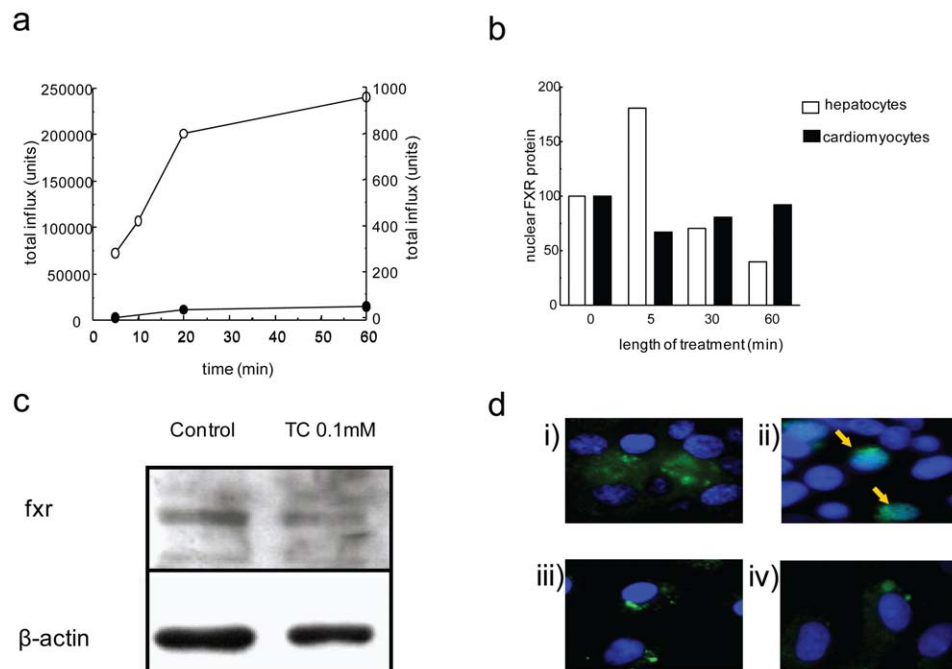 a
250000
200000
150000
100000
50000
0
total influx (units)
1000
800
600
400
200
0
total influx (units)
0 10 20 30 40 50 60
time (min)
b
200
150
100
50
0
nuclear FXR protein
0 5 30 60
length of treatment (min)
hepatocytes
cardiomyocytes
c
Control TC 0.1mM
fxr
β-actin
d
i)
ii)
iii)
iv)